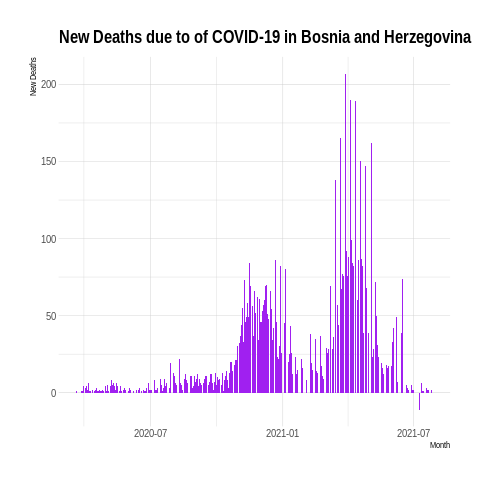 New Deaths due to of COVID-19 in Bosnia and Herzegovina
New Deaths
200
150
100
50
0
2020-07 2021-01 2021-07
Month